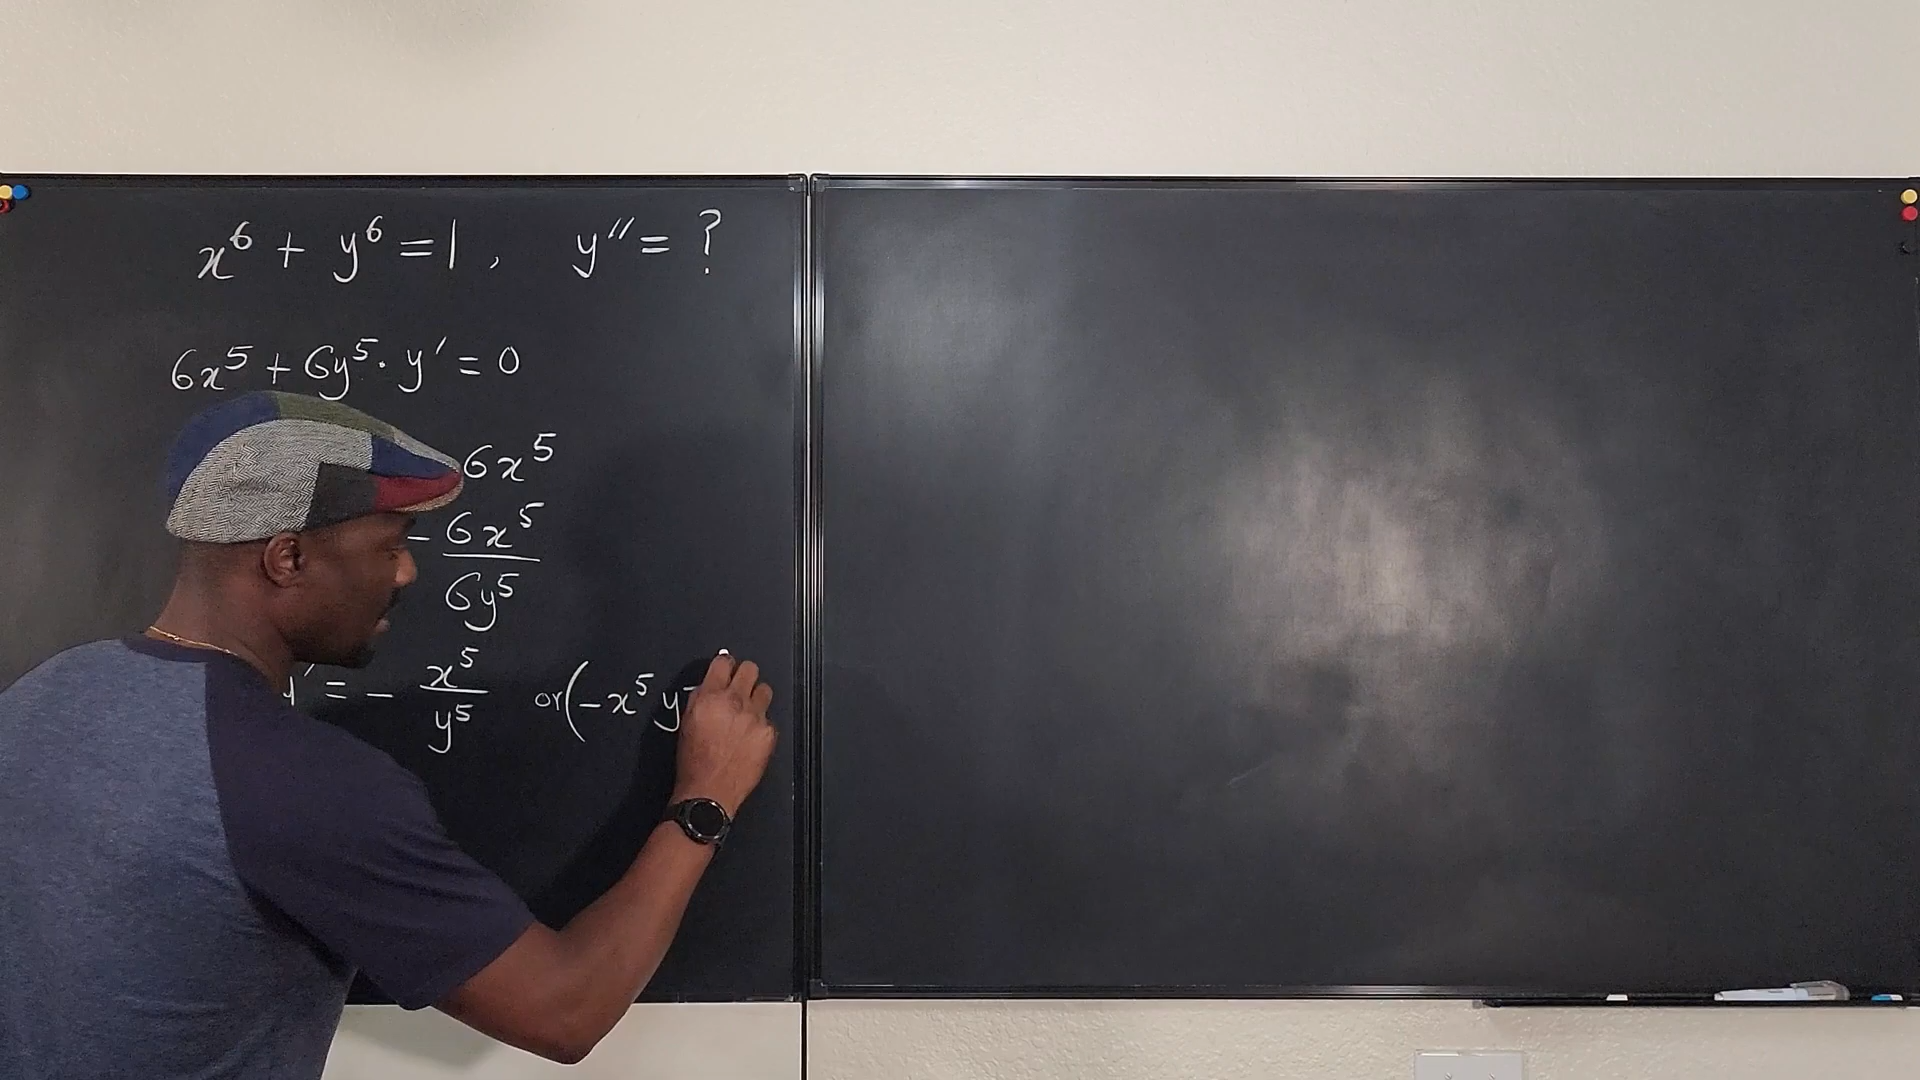 x⁶ + y⁶ = 1 , y″ = ?
6x⁵ + 6y⁵ · y′ = 0
6x⁵
- 6x⁵
6y⁵
y′ = - x⁵/y⁵ or (-x⁵ y